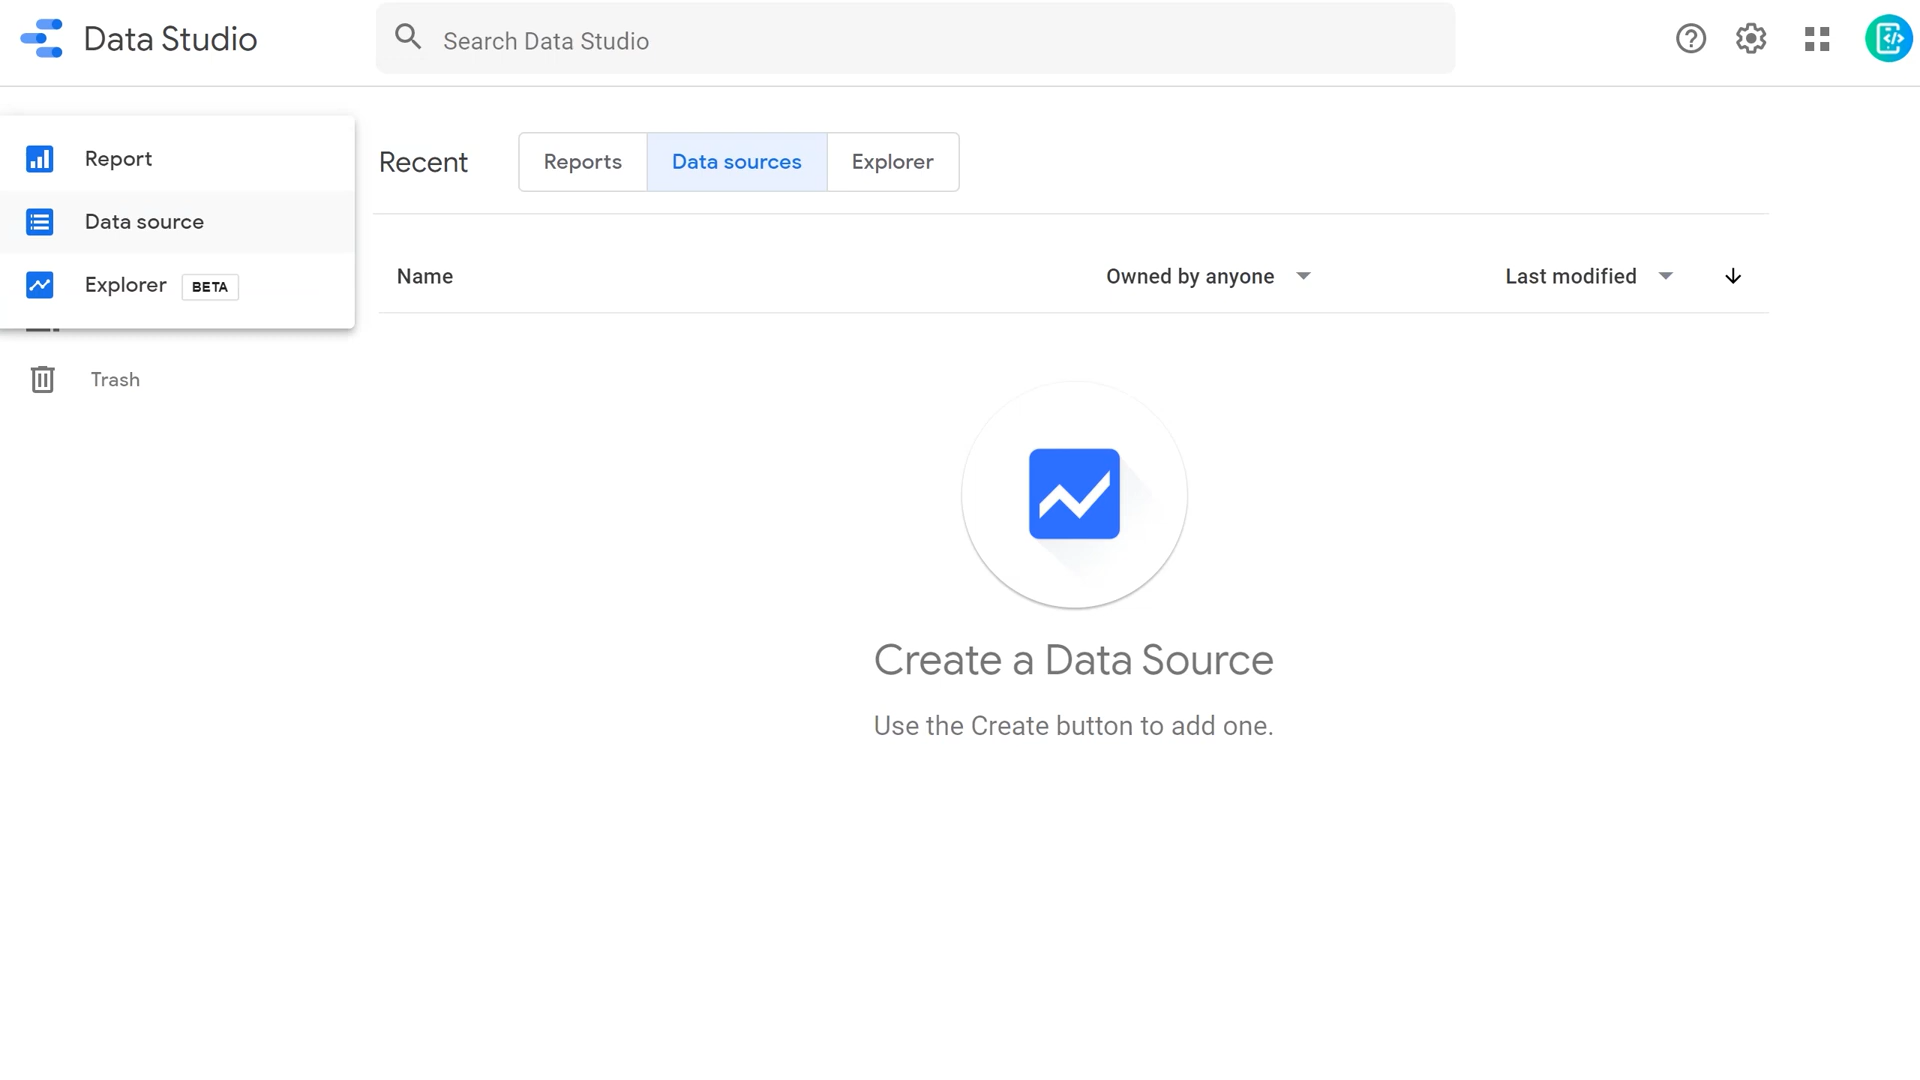 Data Studio
Search Data Studio
Report
Data source
Explorer BETA
Trash
Recent
Reports
Data sources
Explorer
Name
Owned by anyone
Last modified
Create a Data Source
Use the Create button to add one.